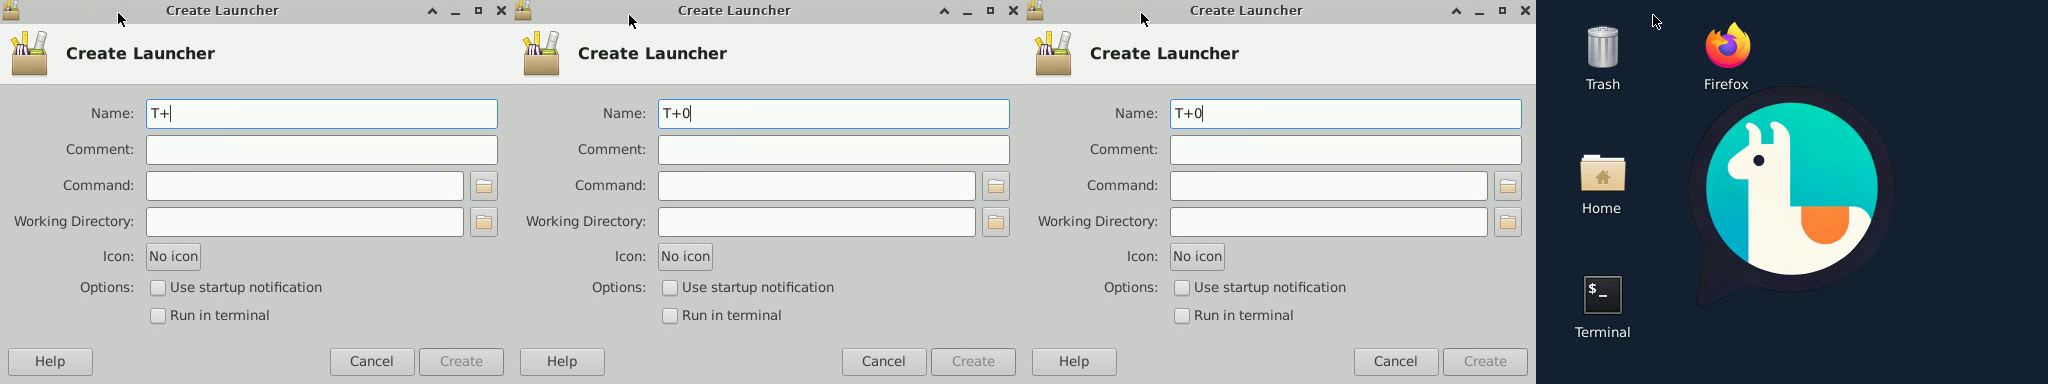 Create Launcher
Create Launcher
Name: T+
Comment:
Command:
Working Directory:
Icon: No icon
Options: Use startup notification
Run in terminal
Help Cancel Create
Create Launcher
Create Launcher
Name: T+0
Comment:
Command:
Working Directory:
Icon: No icon
Options: Use startup notification
Run in terminal
Help Cancel Create
Create Launcher
Create Launcher
Name: T+0
Comment:
Command:
Working Directory:
Icon: No icon
Options: Use startup notification
Run in terminal
Help Cancel Create
Trash Firefox
Home
$_
Terminal